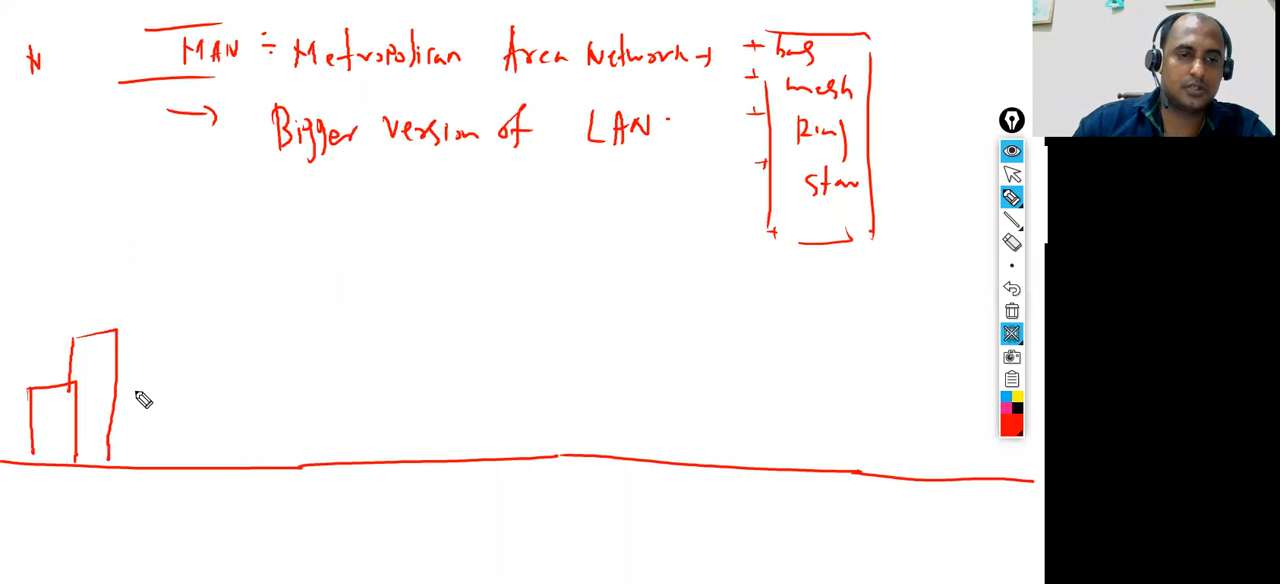 MAN :- Metropolitan Area Network →
→ Bigger version of LAN.
bus
mesh
Ring
star